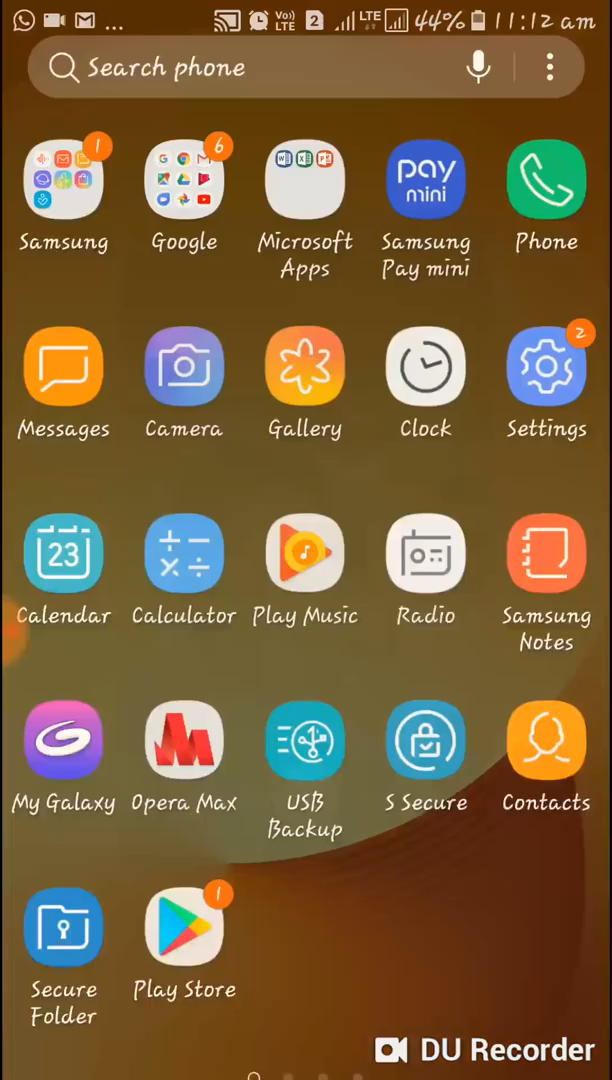 ... Vo)) LTE 2 LTE 44% 11:12 am
Search phone
1
6
W X P
G
pay
mini
Samsung
Google
Microsoft
Apps
Samsung
Pay mini
Phone
2
Messages
Camera
Gallery
Clock
Settings
23
Calendar
Calculator
Play Music
Radio
Samsung
Notes
My Galaxy
Opera Max
USB
Backup
S Secure
Contacts
1
Secure
Folder
Play Store
DU Recorder